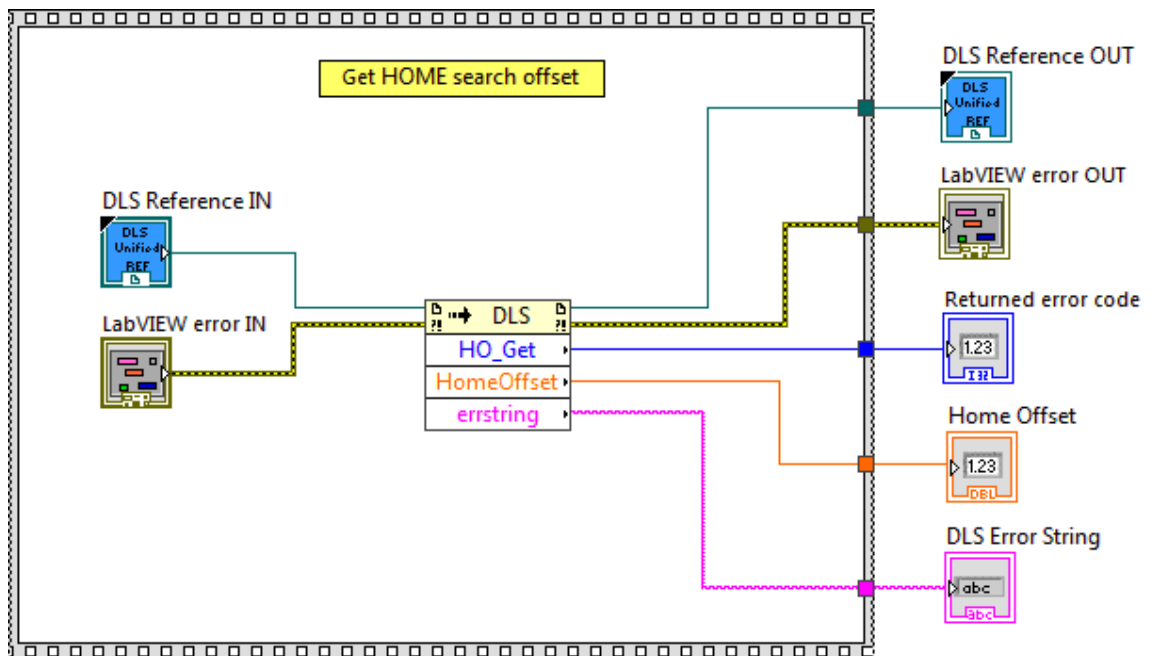 Get HOME search offset
DLS Reference IN
DLS
Unified
REF
LabVIEW error IN
DLS
?!
?!
HO_Get
HomeOffset
errstring
DLS Reference OUT
DLS
Unified
REF
LabVIEW error OUT
Returned error code
1.23
I32
Home Offset
1.23
DBL
DLS Error String
abc
abc